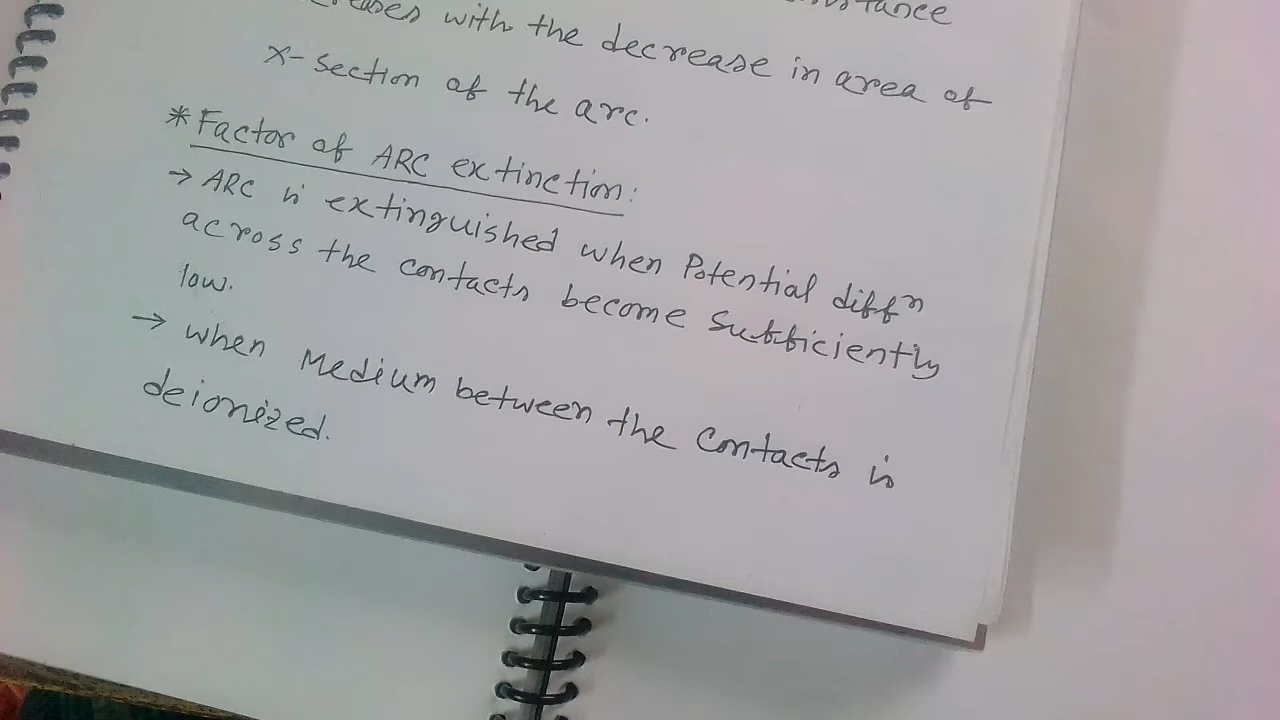 with the decrease in area of
x-section of the arc.
*Factor of ARC extinction:
→ ARC is extinguished when Potential diffn
across the contacts become sufficiently
low.
→ when Medium between the contacts is
deionized.